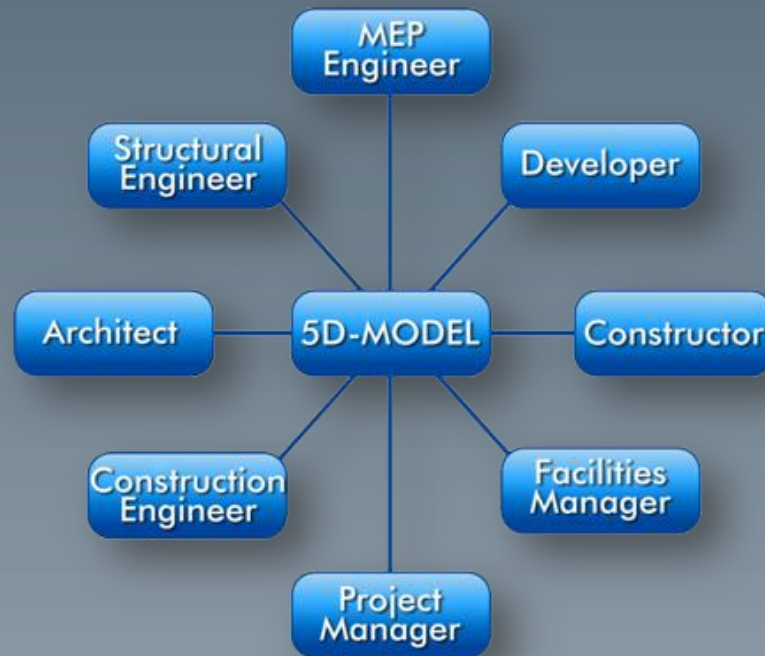 MEP
Engineer
Structural
Engineer
Developer
Architect
5D-MODEL
Constructor
Construction
Engineer
Facilities
Manager
Project
Manager